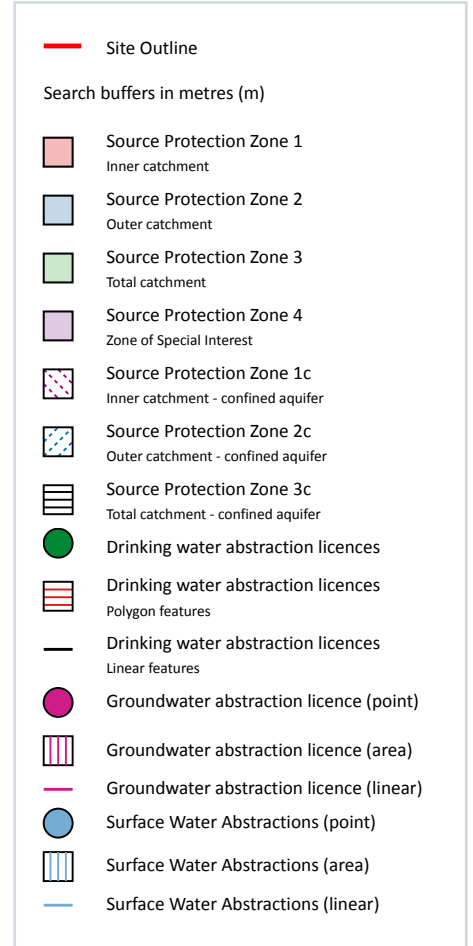 Site Outline
Search buffers in metres (m)
Source Protection Zone 1
Inner catchment
Source Protection Zone 2
Outer catchment
Source Protection Zone 3
Total catchment
Source Protection Zone 4
Zone of Special Interest
Source Protection Zone 1c
Inner catchment - confined aquifer
Source Protection Zone 2c
Outer catchment - confined aquifer
Source Protection Zone 3c
Total catchment - confined aquifer
Drinking water abstraction licences
Drinking water abstraction licences
Polygon features
Drinking water abstraction licences
Linear features
Groundwater abstraction licence (point)
Groundwater abstraction licence (area)
Groundwater abstraction licence (linear)
Surface Water Abstractions (point)
Surface Water Abstractions (area)
Surface Water Abstractions (linear)